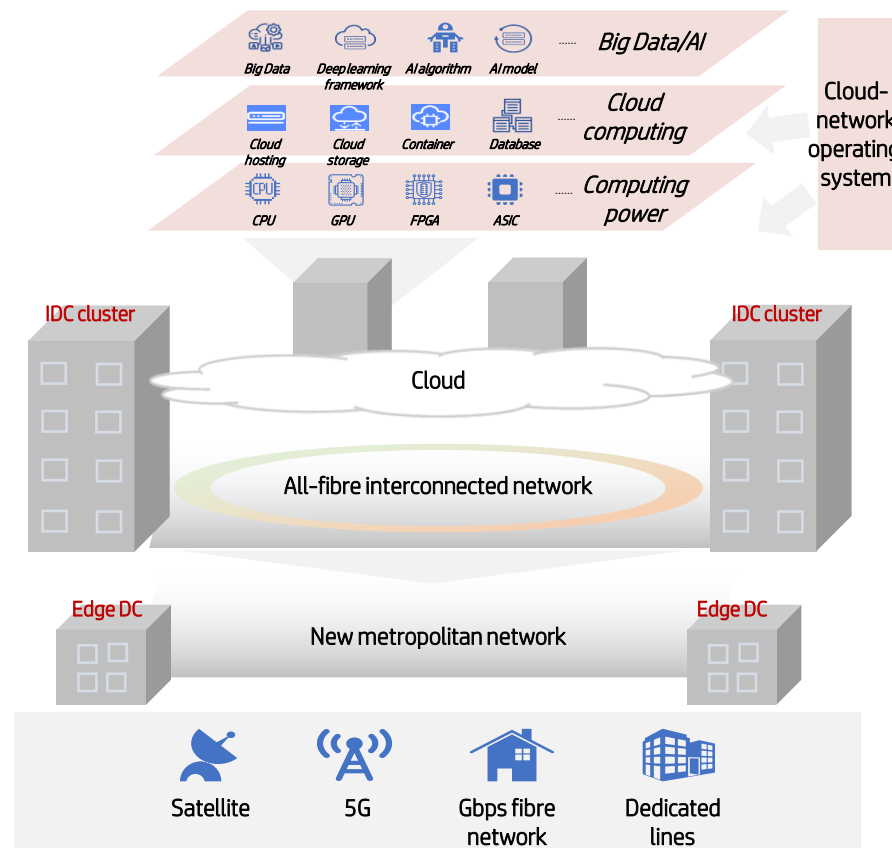 Big Data
Deep learning
framework
AI algorithm
AI model
......
Big Data/AI
Cloud
hosting
Cloud
storage
Container
Database
......
Cloud
computing
CPU
CPU
GPU
FPGA
ASIC
......
Computing
power
Cloud-
network
operating
system
IDC cluster
IDC cluster
Cloud
All-fibre interconnected network
Edge DC
Edge DC
New metropolitan network
Satellite
5G
Gbps fibre
network
Dedicated
lines